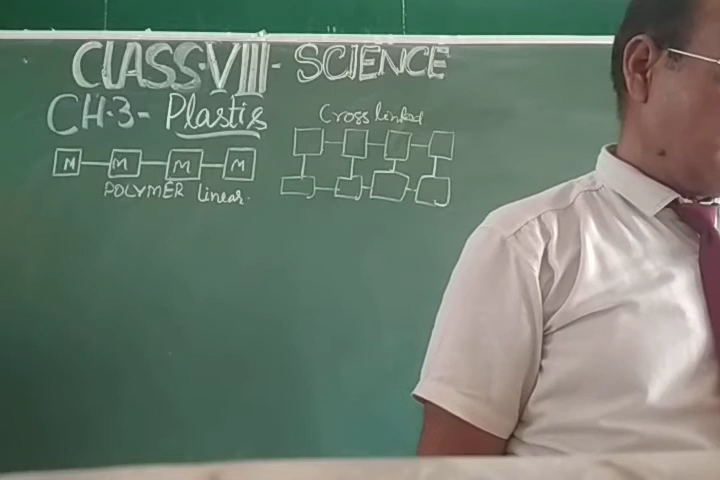 CLASS-VIII - SCIENCE
CH.3 - Plastis
Cross linked
M M M M
POLYMER linear.